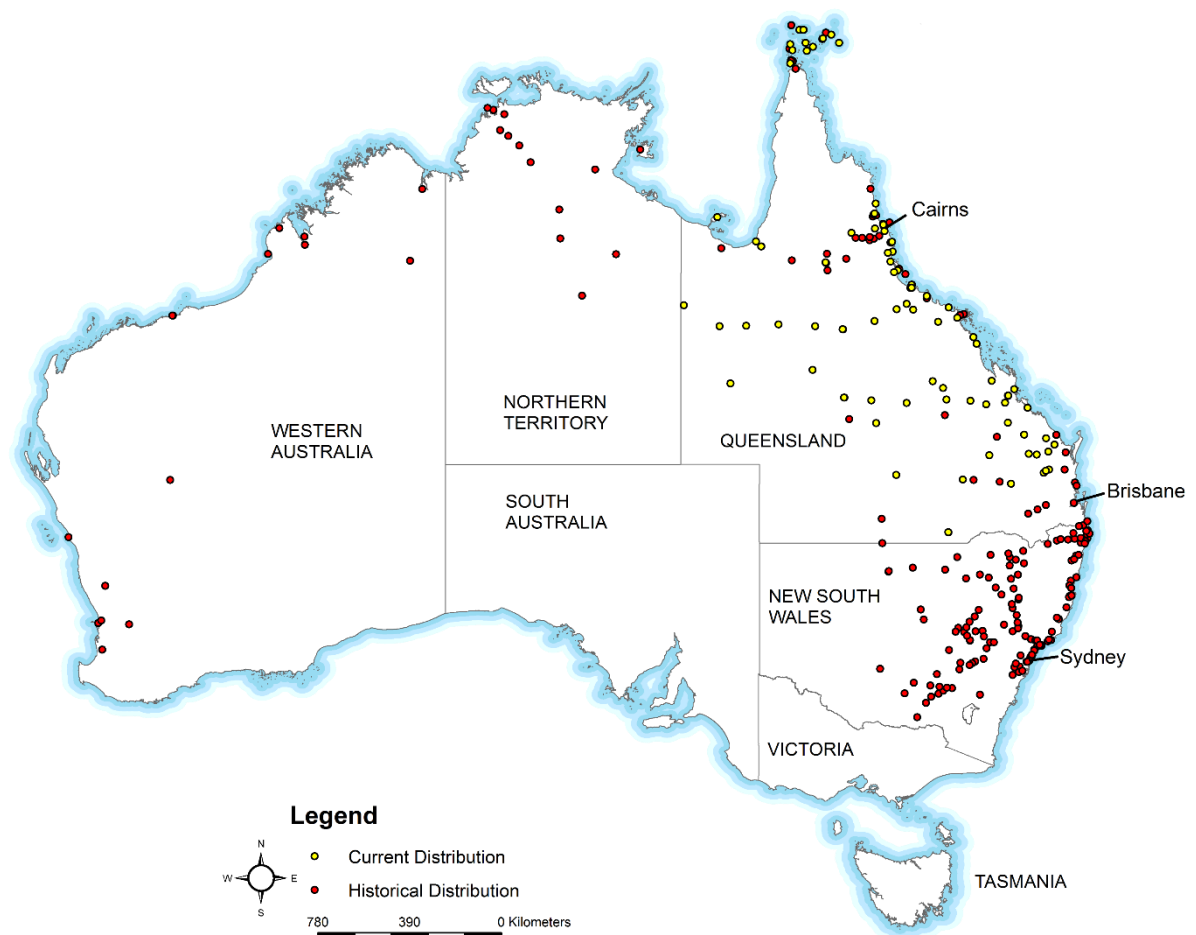 Cairns
NORTHERN
TERRITORY
WESTERN
AUSTRALIA
QUEENSLAND
SOUTH
AUSTRALIA
Brisbane
NEW SOUTH
WALES
Sydney
VICTORIA
TASMANIA
Legend
N
W
E
S
Current Distribution
Historical Distribution
780 390 0 Kilometers